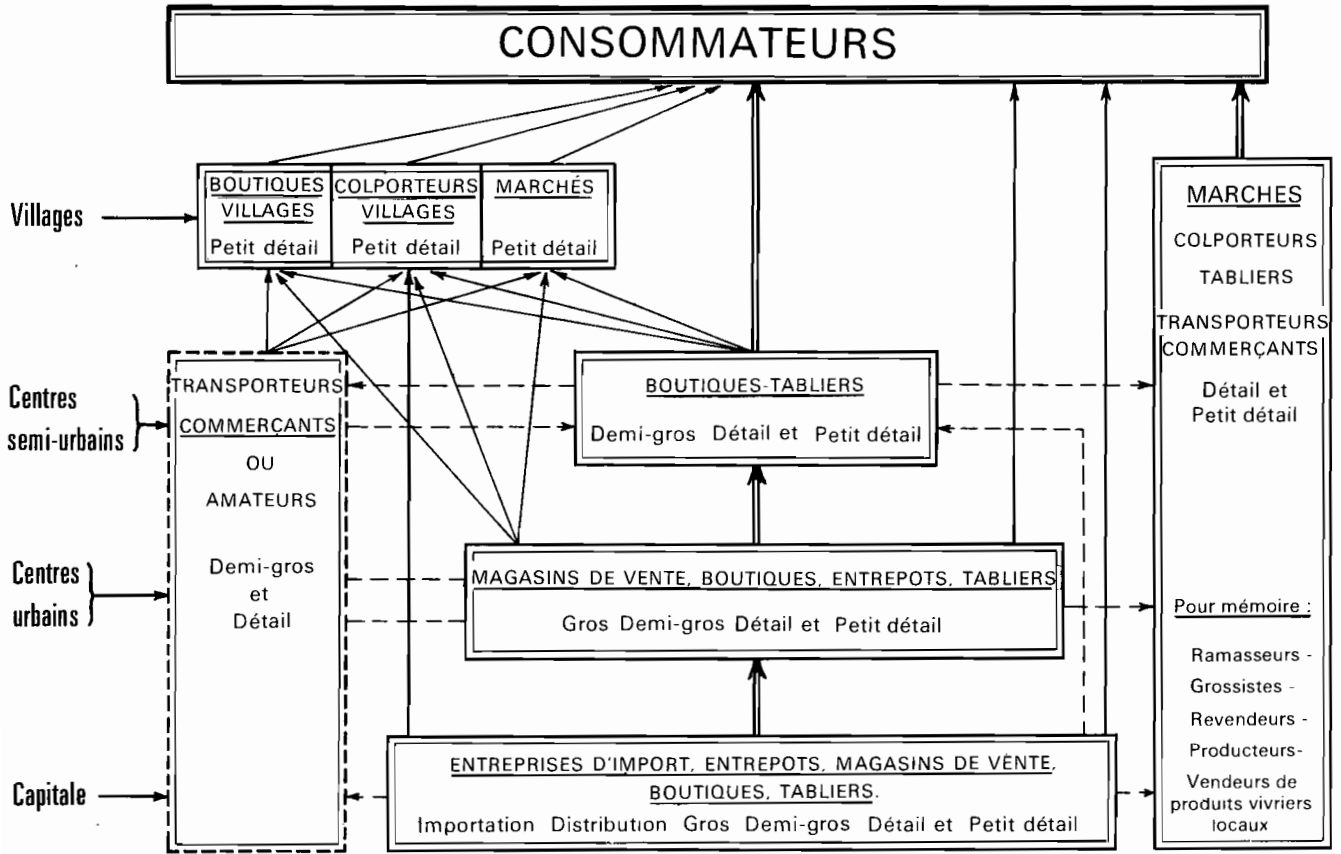 CONSOMMATEURS
Villages
BOUTIQUES
VILLAGES
Petit détail
COLPORTEURS
VILLAGES
Petit détail
MARCHÉS
Petit détail
Centres
semi-urbains
TRANSPORTEURS
COMMERÇANTS
OU
AMATEURS
Demi-gros
et
Détail
BOUTIQUES-TABLIERS
Demi-gros Détail et Petit détail
Centres
urbains
MAGASINS DE VENTE, BOUTIQUES, ENTREPOTS, TABLIERS
Gros Demi-gros Détail et Petit détail
Capitale
ENTREPRISES D'IMPORT, ENTREPOTS, MAGASINS DE VENTE,
BOUTIQUES, TABLIERS.
Importation Distribution Gros Demi-gros Détail et Petit détail
MARCHES
COLPORTEURS
TABLIERS
TRANSPORTEURS
COMMERÇANTS
Détail et
Petit détail
Pour mémoire :
Ramasseurs -
Grossistes -
Revendeurs -
Producteurs-
Vendeurs de
produits vivriers
locaux